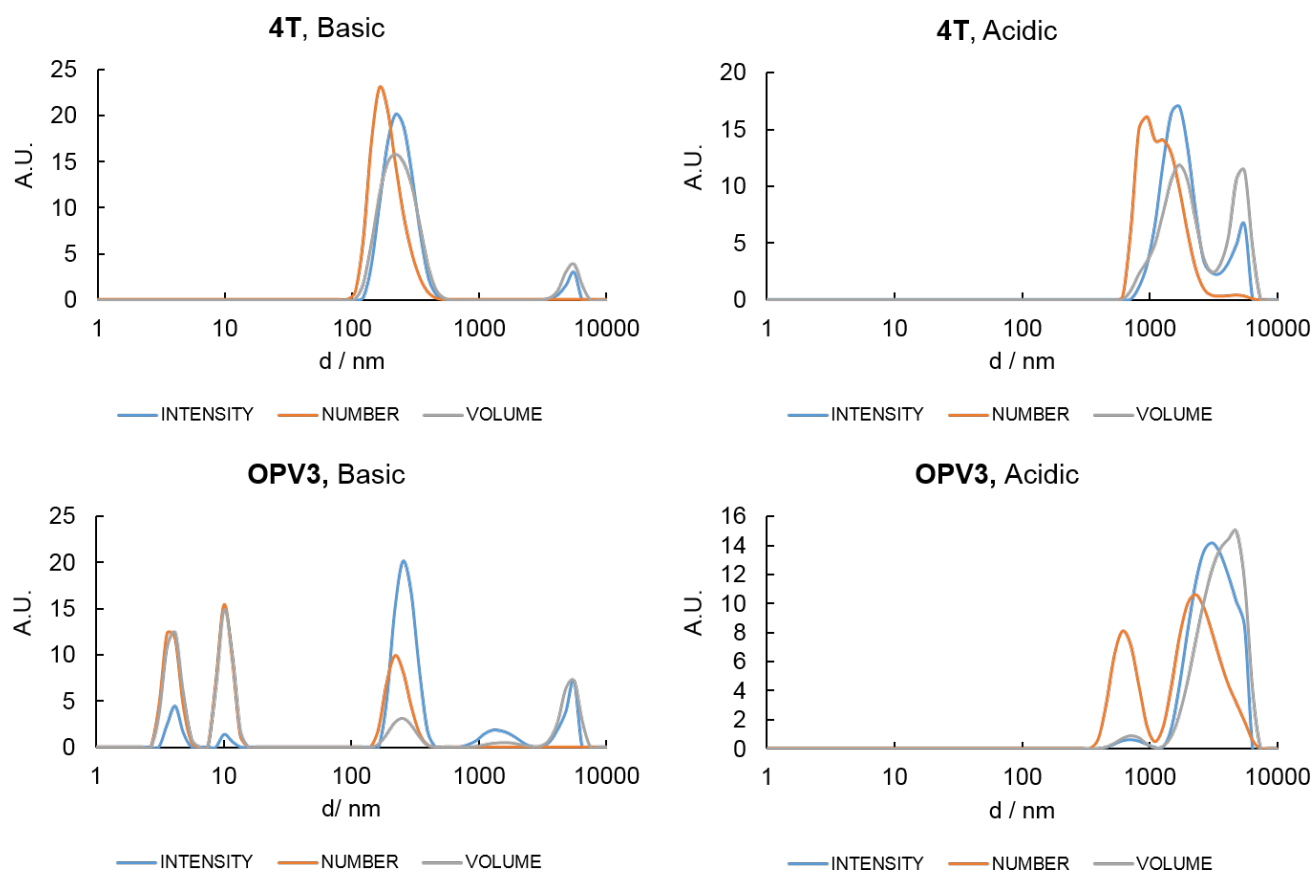 4T, Basic
25
20
15
10
5
0
A.U.
1 10 100 1000 10000
d / nm
INTENSITY NUMBER VOLUME
4T, Acidic
20
15
10
5
0
A.U.
1 10 100 1000 10000
d / nm
INTENSITY NUMBER VOLUME
OPV3, Basic
25
20
15
10
5
0
A.U.
1 10 100 1000 10000
d/ nm
INTENSITY NUMBER VOLUME
OPV3, Acidic
16
14
12
10
8
6
4
2
0
A.U.
1 10 100 1000 10000
d / nm
INTENSITY NUMBER VOLUME